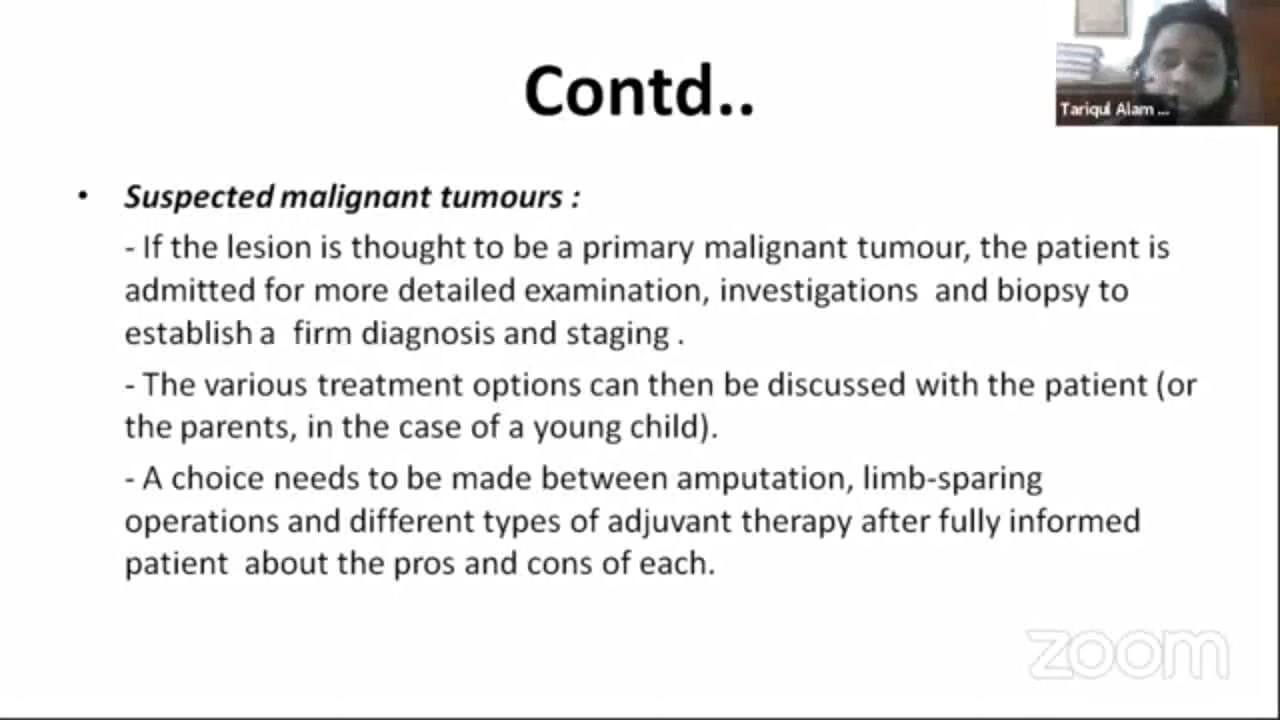 Contd..
Tariqul Alam ...
• Suspected malignant tumours :
- If the lesion is thought to be a primary malignant tumour, the patient is
admitted for more detailed examination, investigations and biopsy to
establish a firm diagnosis and staging .
- The various treatment options can then be discussed with the patient (or
the parents, in the case of a young child).
- A choice needs to be made between amputation, limb-sparing
operations and different types of adjuvant therapy after fully informed
patient about the pros and cons of each.
zoom